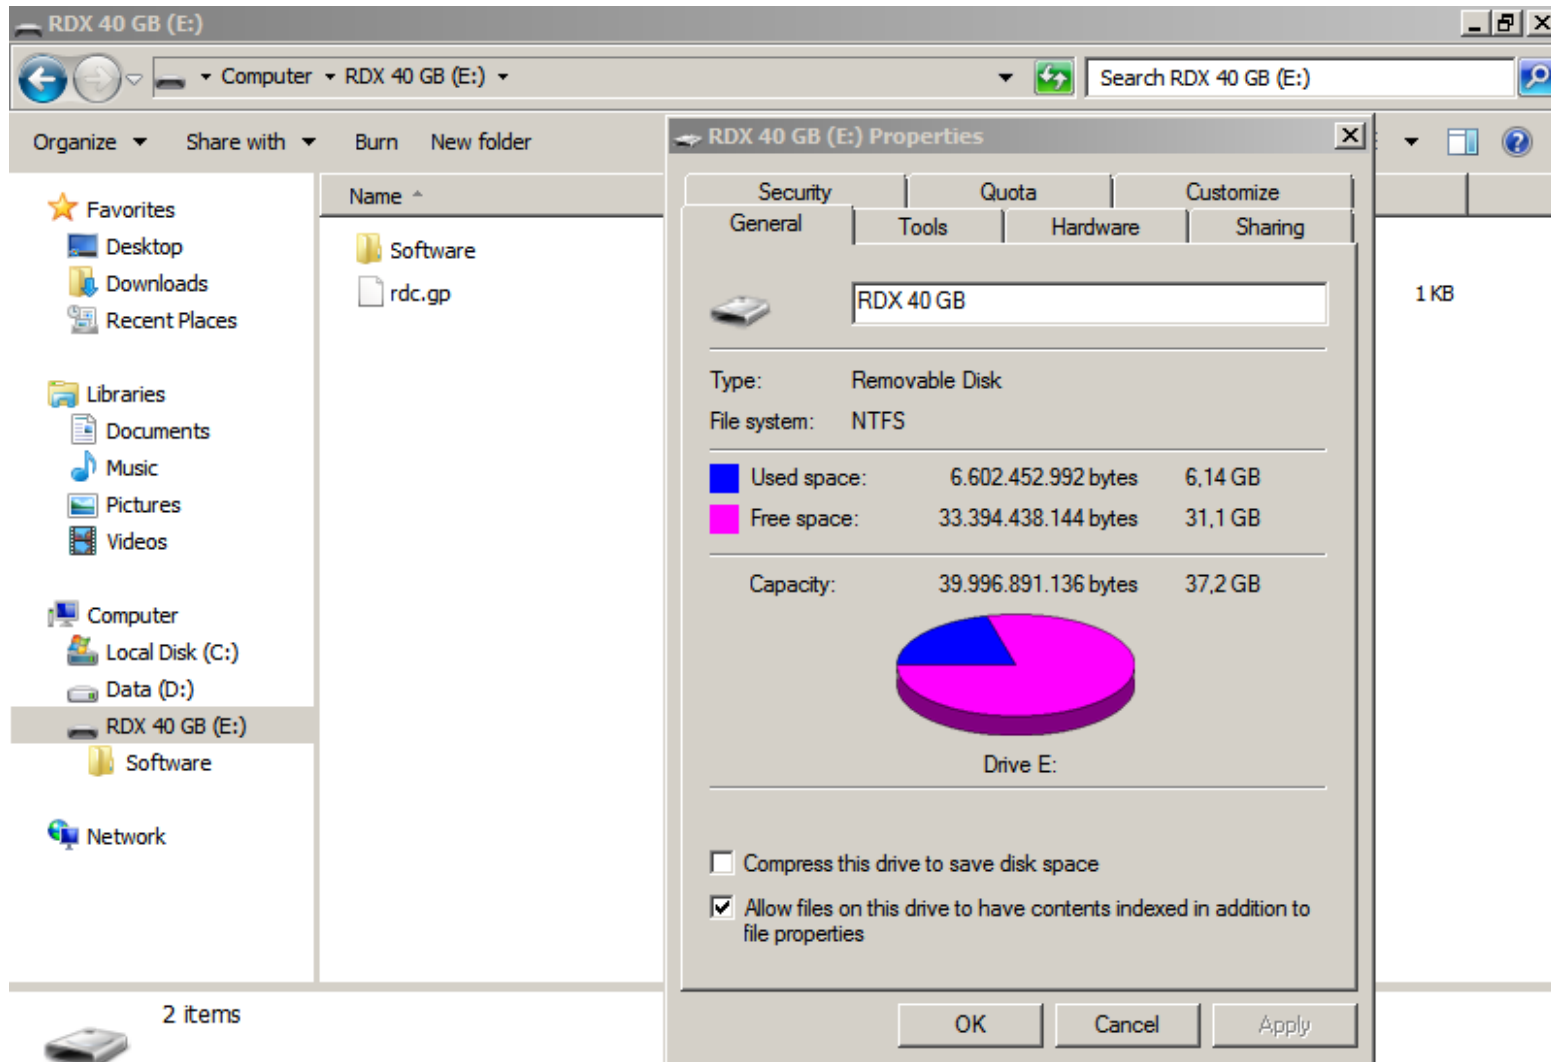 RDX 40 GB (E:)
Computer RDX 40 GB (E:)
Search RDX 40 GB (E:)
Organize Share with Burn New folder
Name
Favorites
Desktop
Downloads
Recent Places
Libraries
Documents
Music
Pictures
Videos
Computer
Local Disk (C:)
Data (D:)
RDX 40 GB (E:)
Software
Network
Software
rdc.gp
1 KB
RDX 40 GB (E:) Properties
Security Quota Customize
General Tools Hardware Sharing
RDX 40 GB
Type: Removable Disk
File system: NTFS
Used space: 6.602.452.992 bytes 6,14 GB
Free space: 33.394.438.144 bytes 31,1 GB
Capacity: 39.996.891.136 bytes 37,2 GB
Drive E:
Compress this drive to save disk space
Allow files on this drive to have contents indexed in addition to
file properties
OK Cancel Apply
2 items